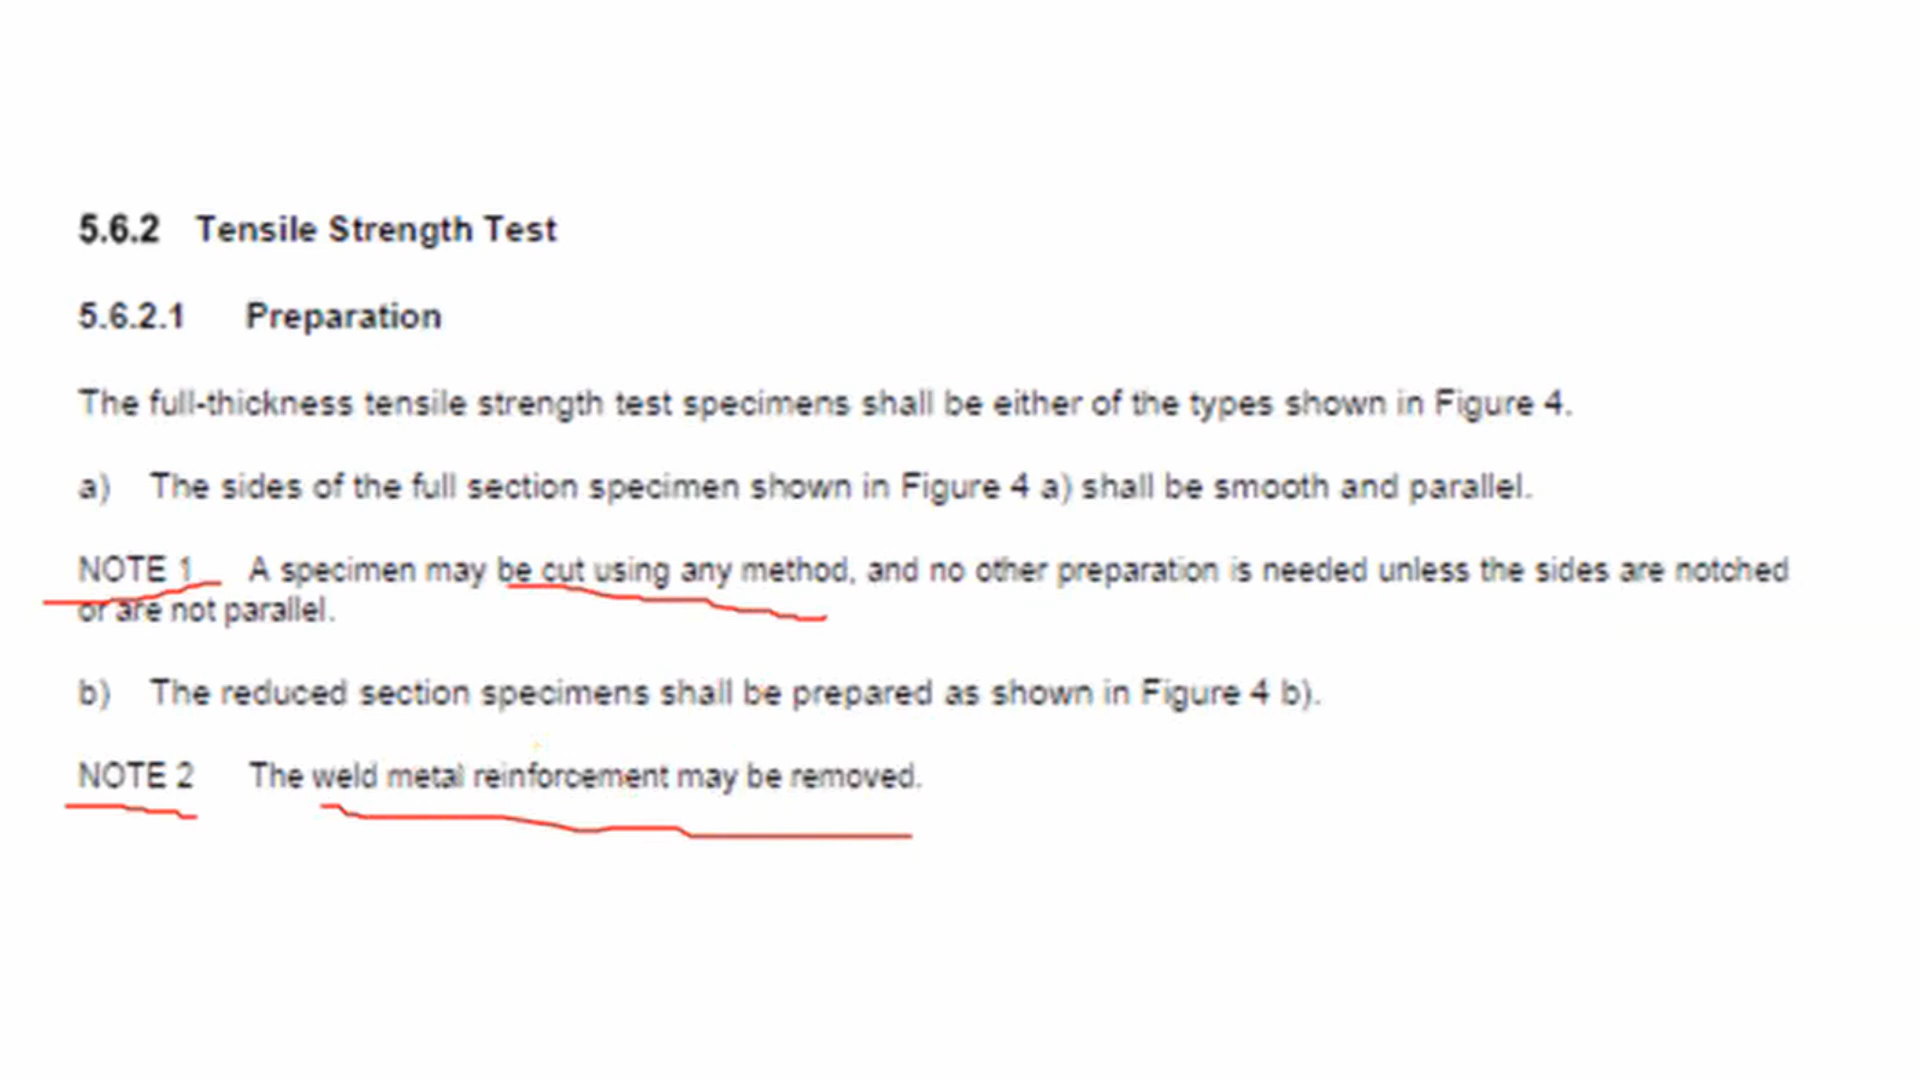 5.6.2 Tensile Strength Test
5.6.2.1 Preparation
The full-thickness tensile strength test specimens shall be either of the types shown in Figure 4.
a) The sides of the full section specimen shown in Figure 4 a) shall be smooth and parallel.
NOTE 1 A specimen may be cut using any method, and no other preparation is needed unless the sides are notched
or are not parallel.
b) The reduced section specimens shall be prepared as shown in Figure 4 b).
NOTE 2 The weld metal reinforcement may be removed.